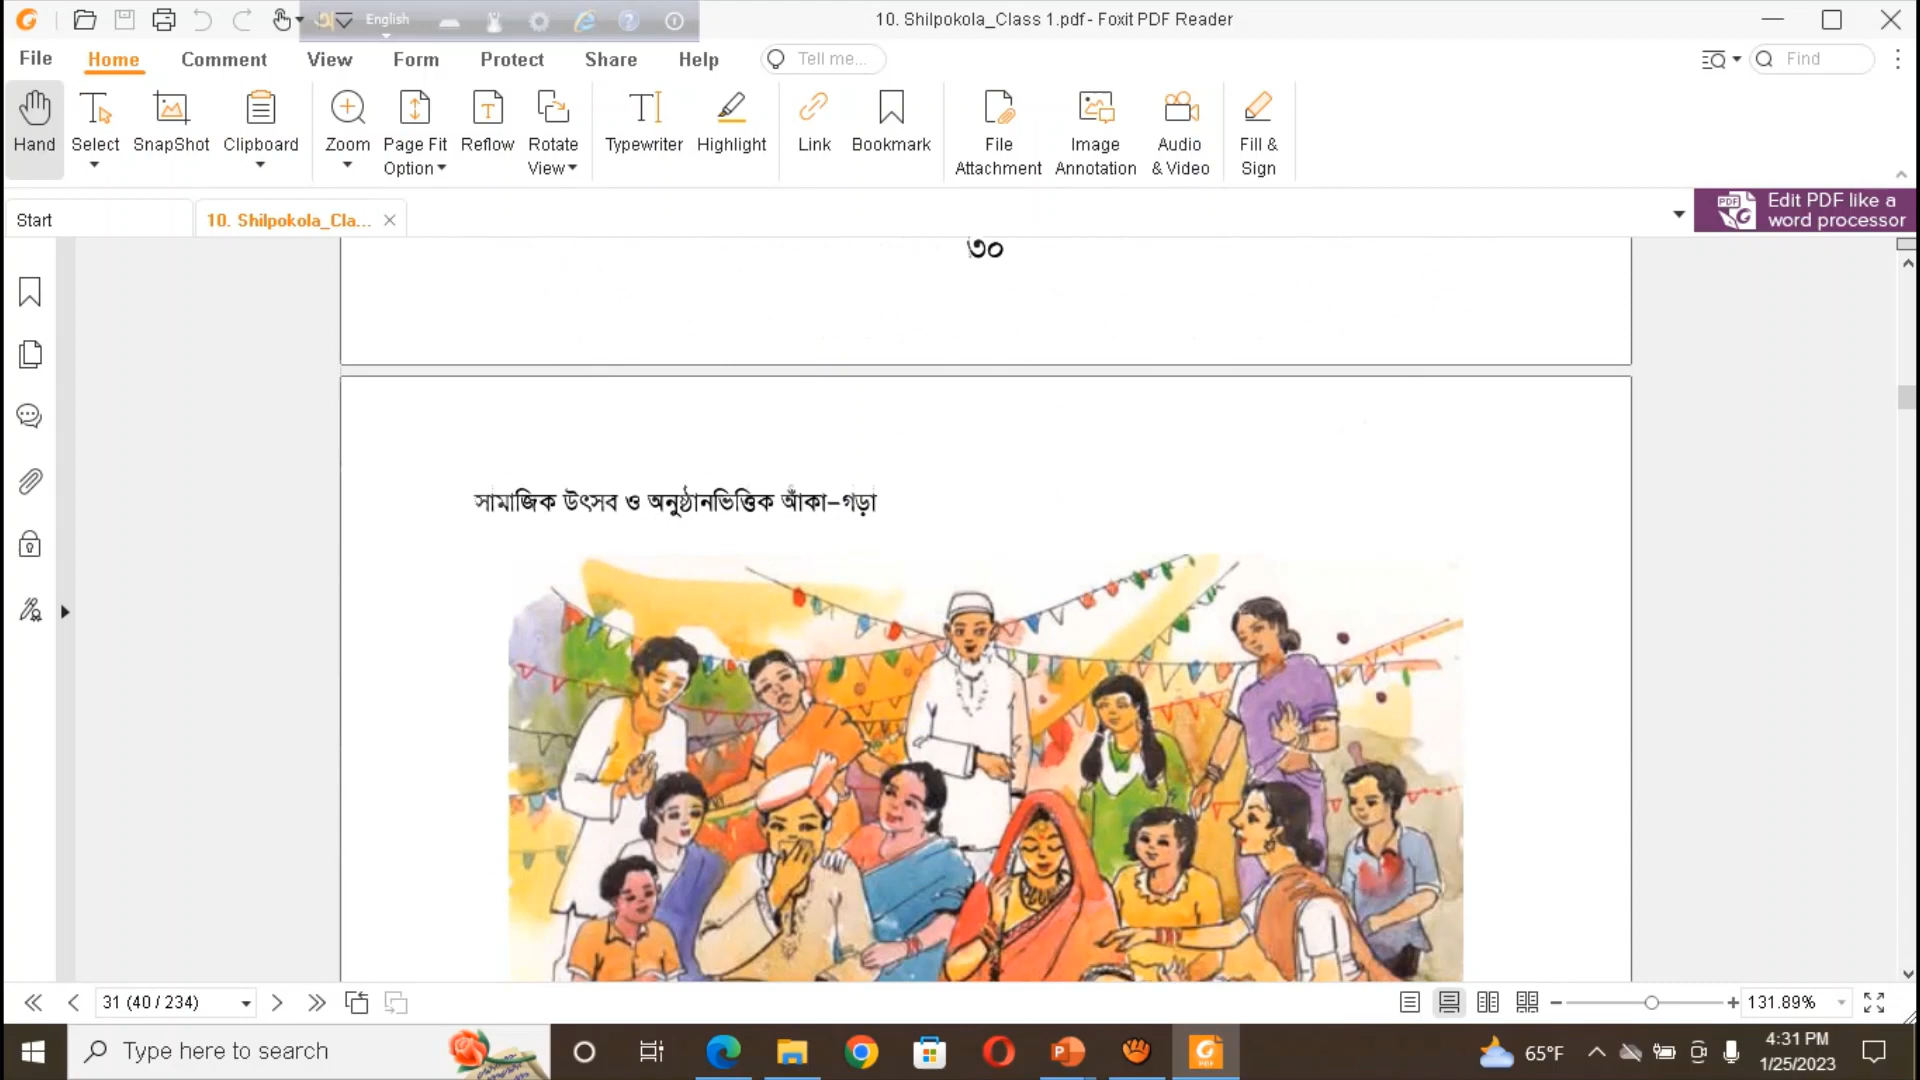 English
10. Shilpokola_Class 1.pdf - Foxit PDF Reader
File Home Comment View Form Protect Share Help Tell me... Find
Hand Select SnapShot Clipboard Zoom Page Fit Option Reflow Rotate View Typewriter Highlight Link Bookmark File Attachment Image Annotation Audio & Video Fill & Sign
Start 10. Shilpokola_Cla... Edit PDF like a
word processor
৩০
সামাজিক উৎসব ও অনুষ্ঠানভিত্তিক আঁকা-গড়া
31 (40 / 234) 131.89%
Type here to search 65°F 4:31 PM
1/25/2023